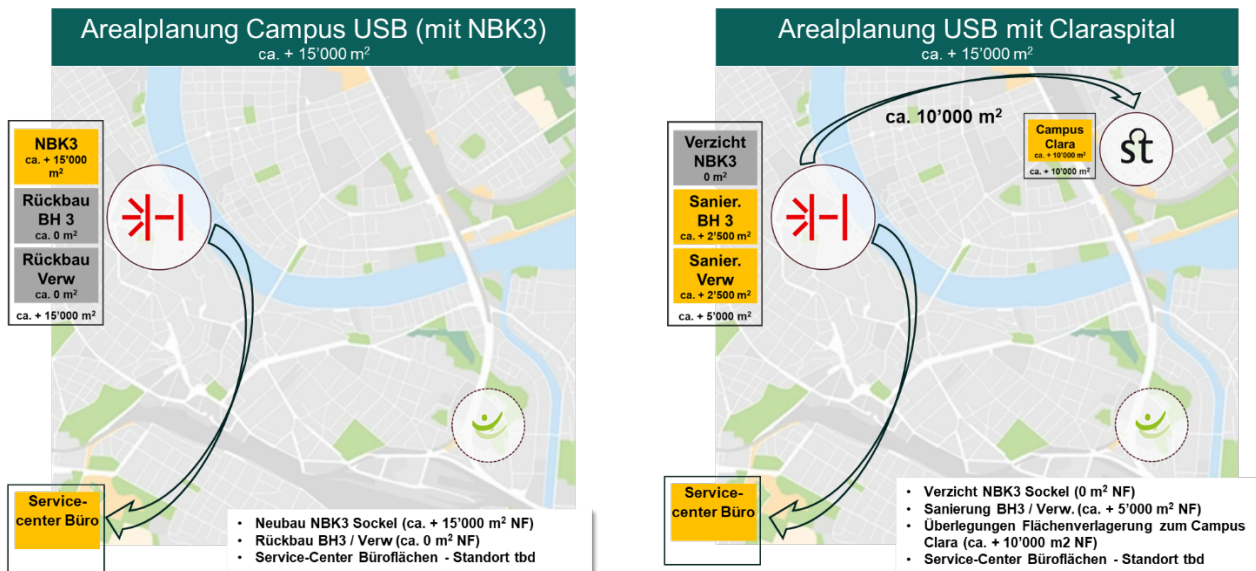 Arealplanung Campus USB (mit NBK3)
ca. + 15’000 m²
NBK3
ca. + 15’000
m²
Rückbau
BH 3
ca. 0 m²
Rückbau
Verw
ca. 0 m²
ca. + 15’000 m²
Service-
center Büro
• Neubau NBK3 Sockel (ca. + 15’000 m² NF)
• Rückbau BH3 / Verw (ca. 0 m² NF)
• Service-Center Büroflächen - Standort tbd
Arealplanung USB mit Claraspital
ca. + 15’000 m²
ca. 10’000 m²
Verzicht
NBK3
0 m²
Sanier.
BH 3
ca. + 2’500 m²
Sanier.
Verw
ca. + 2’500 m²
ca. + 5’000 m²
Campus
Clara
ca. + 10’000 m²
ca. + 10’000 m²
st
Service-
center Büro
• Verzicht NBK3 Sockel (0 m² NF)
• Sanierung BH3 / Verw. (ca. + 5’000 m² NF)
• Überlegungen Flächenverlagerung zum Campus
Clara (ca. + 10’000 m2 NF)
• Service-Center Büroflächen - Standort tbd